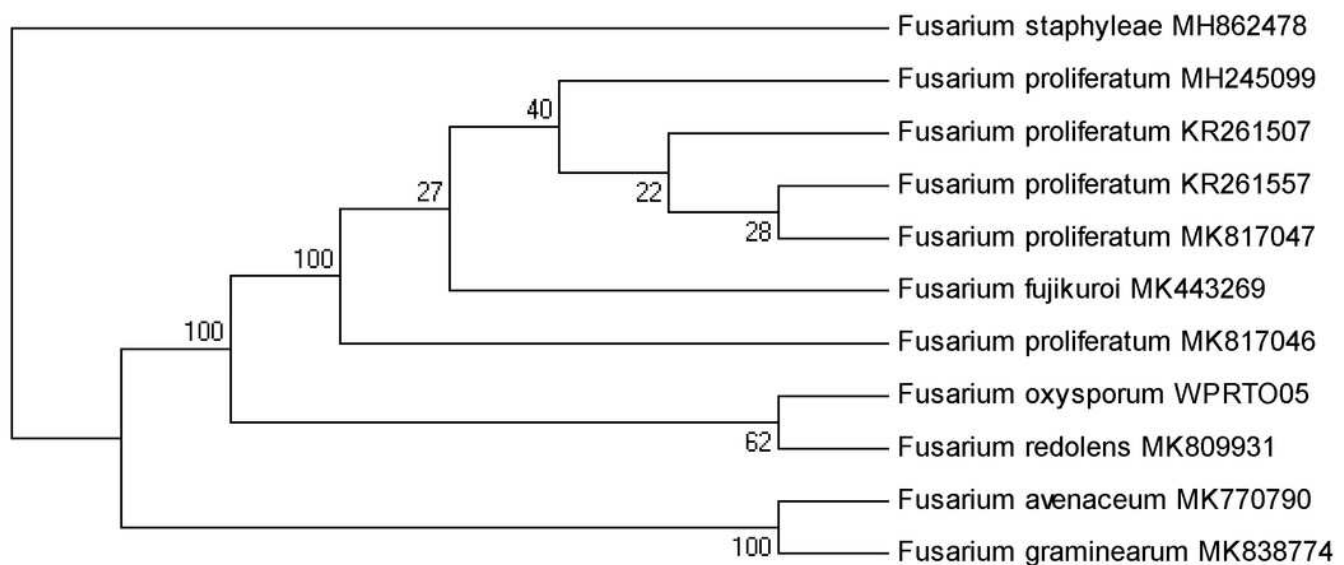 Fusarium staphyleae MH862478
Fusarium proliferatum MH245099
40
Fusarium proliferatum KR261507
Fusarium proliferatum KR261557
22
27
Fusarium proliferatum MK817047
28
100
Fusarium fujikuroi MK443269
100
Fusarium proliferatum MK817046
Fusarium oxysporum WPRTO05
62
Fusarium redolens MK809931
Fusarium avenaceum MK770790
100
Fusarium graminearum MK838774